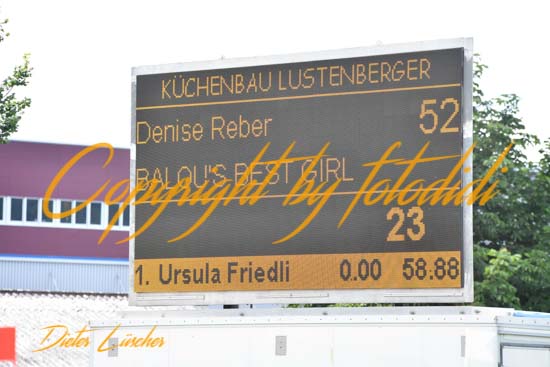 KÜCHENBAU LUSTENBERGER
Denise Reber 52
BALOU'S BEST GIRL
Copyright by fotodidi
23
1. Ursula Friedli 0.00 58.88
Dieter Lüscher